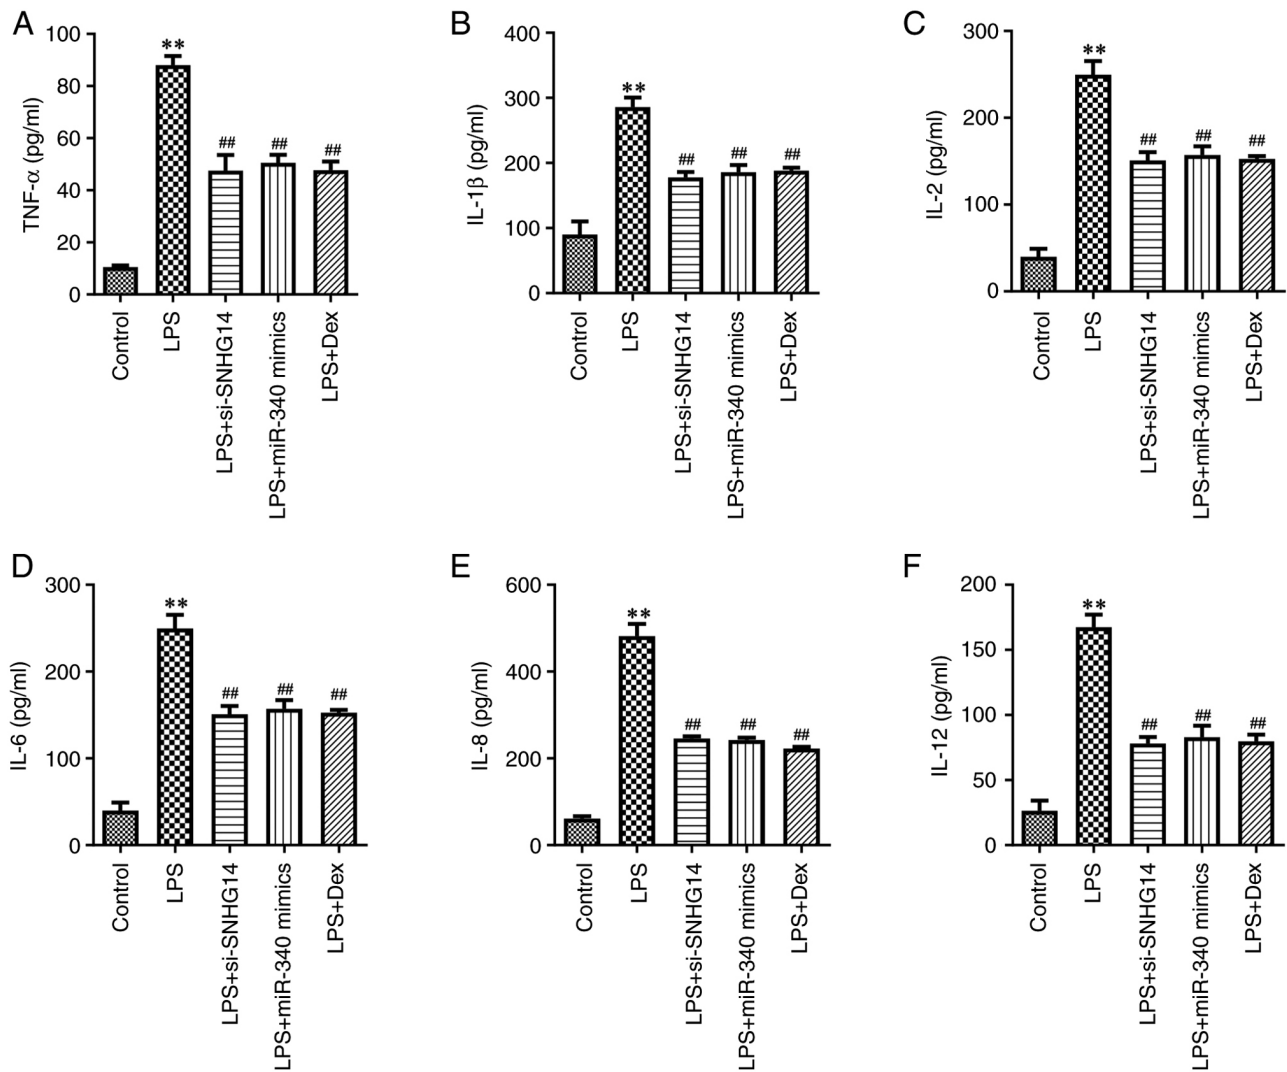 A
TNF-α (pg/ml)
100
80
60
40
20
0
**
##
##
##
Control
LPS
LPS+si-SNHG14
LPS+miR-340 mimics
LPS+Dex
B
IL-1β (pg/ml)
400
300
200
100
0
**
##
##
##
Control
LPS
LPS+si-SNHG14
LPS+miR-340 mimics
LPS+Dex
C
IL-2 (pg/ml)
300
200
100
0
**
##
##
##
Control
LPS
LPS+si-SNHG14
LPS+miR-340 mimics
LPS+Dex
D
IL-6 (pg/ml)
300
200
100
0
**
##
##
##
Control
LPS
LPS+si-SNHG14
LPS+miR-340 mimics
LPS+Dex
E
IL-8 (pg/ml)
600
400
200
0
**
##
##
##
Control
LPS
LPS+si-SNHG14
LPS+miR-340 mimics
LPS+Dex
F
IL-12 (pg/ml)
200
150
100
50
0
**
##
##
##
Control
LPS
LPS+si-SNHG14
LPS+miR-340 mimics
LPS+Dex